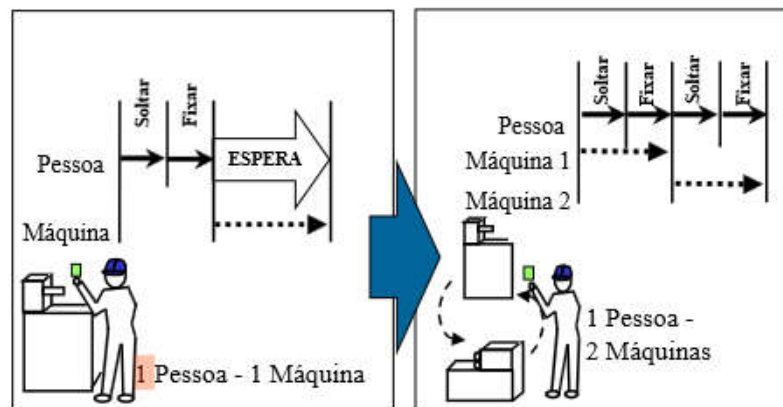 Soltar
Fixar
Pessoa
ESPERA
Máquina
1 Pessoa - 1 Máquina
Soltar
Fixar
Soltar
Fixar
Pessoa
Máquina 1
Máquina 2
1 Pessoa -
2 Máquinas